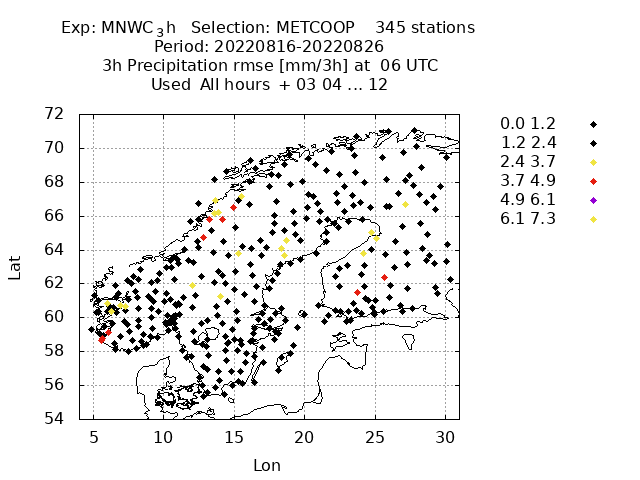 Exp: MNWC_3h Selection: METCOOP 345 stations
Period: 20220816-20220826
3h Precipitation rmse [mm/3h] at 06 UTC
Used All hours + 03 04 ... 12
72
70
68
66
64
62
60
58
56
54
Lat
5 10 15 20 25 30
Lon
0.0 1.2
1.2 2.4
2.4 3.7
3.7 4.9
4.9 6.1
6.1 7.3